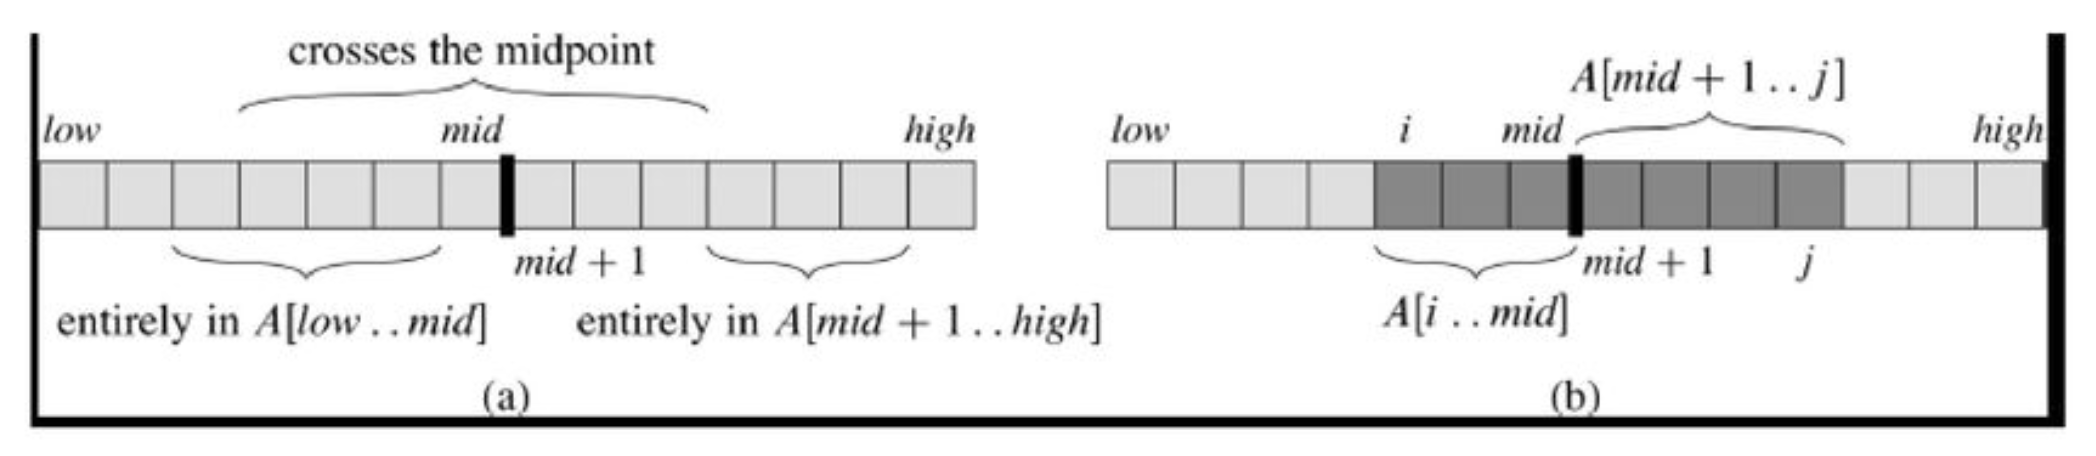 crosses the midpoint
low mid high
mid + 1
entirely in A[low . . mid] entirely in A[mid + 1 . . high]
(a)
A[mid + 1 . . j]
low i mid high
mid + 1 j
A[i . . mid]
(b)